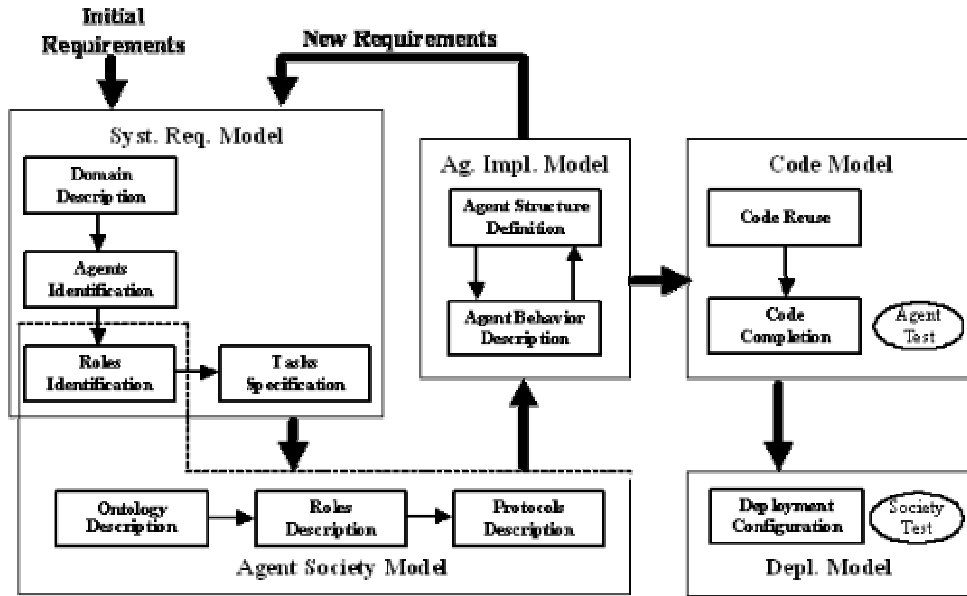 Initial
Requirements
New Requirements
Syst. Req. Model
Domain
Description
Agents
Identification
Roles
Identification
Tasks
Specification
Ag. Impl. Model
Agent Structure
Definition
Agent Behavior
Description
Code Model
Code Reuse
Code
Completion
Agent
Test
Ontology
Description
Roles
Description
Protocols
Description
Agent Society Model
Deployment
Configuration
Society
Test
Depl. Model